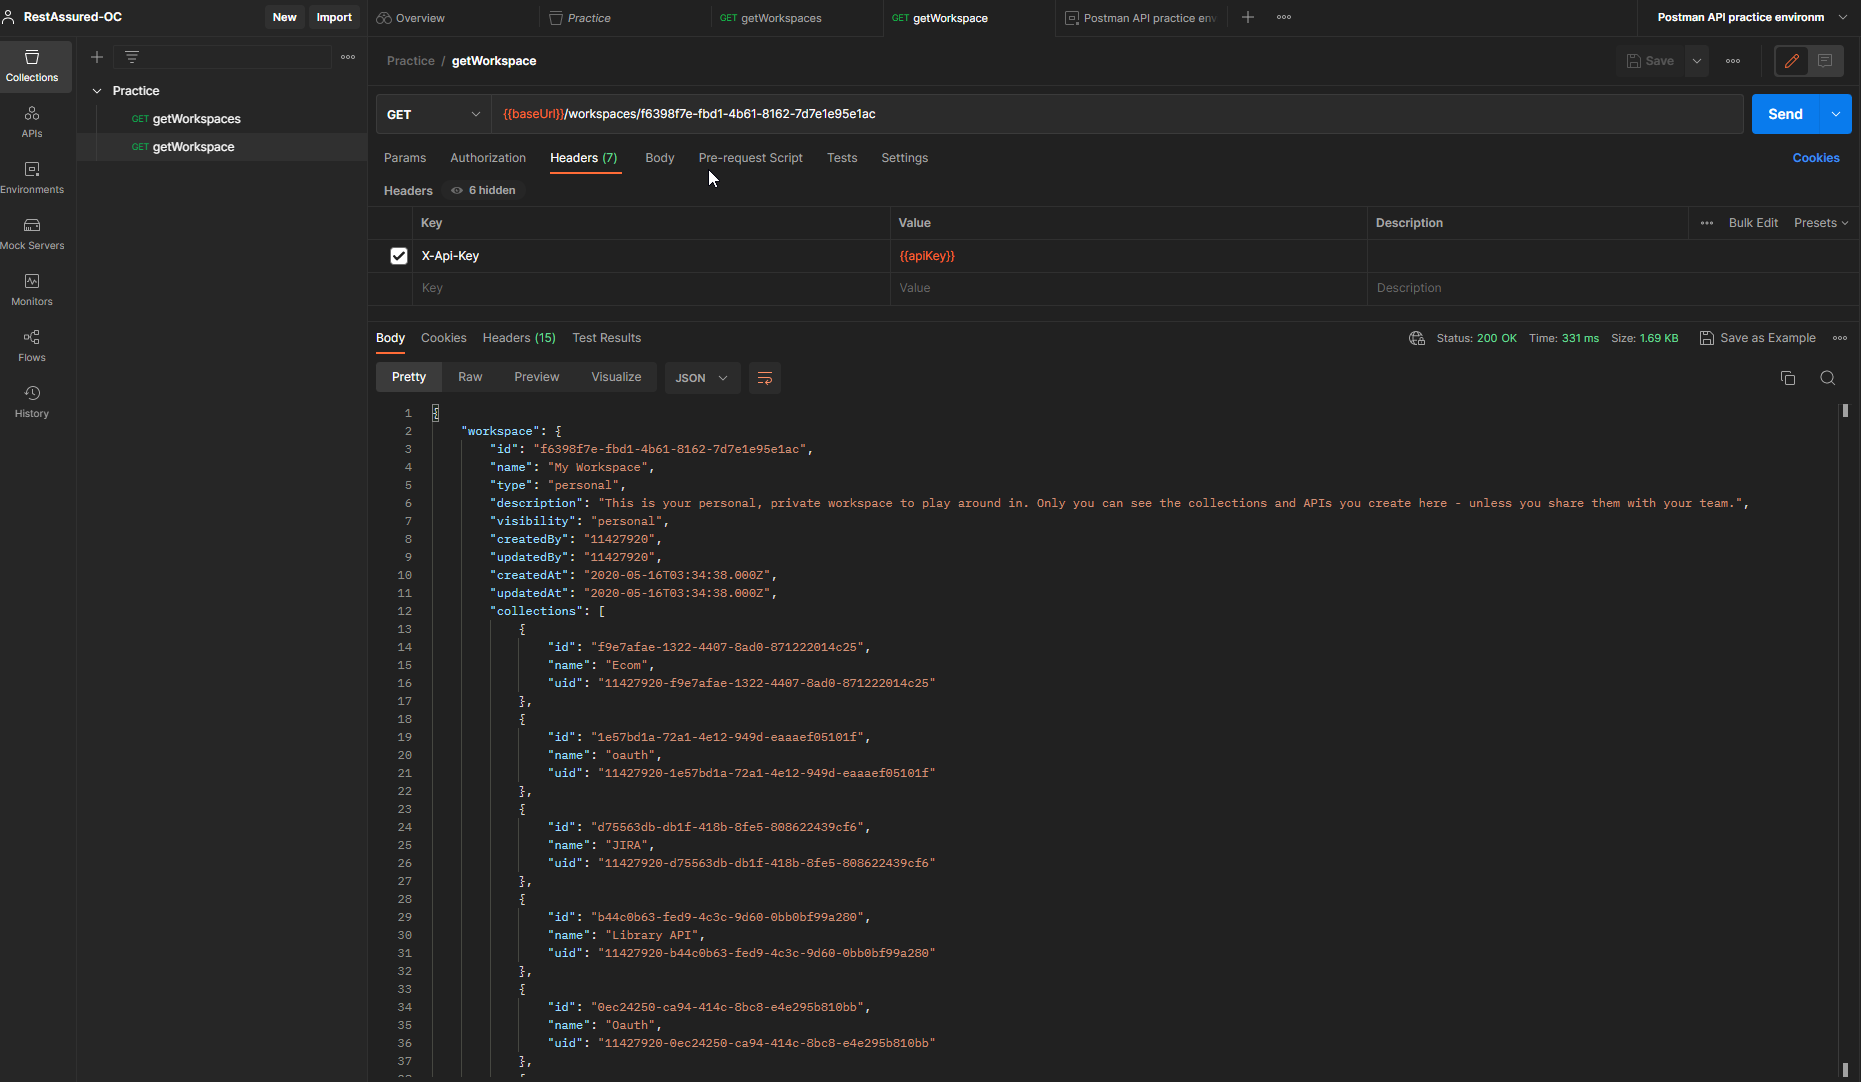 RestAssured-OC
New
Import
Overview
Practice
GET getWorkspaces
GET getWorkspace
Postman API practice env
Postman API practice environm
Collections
APIs
Environments
Mock Servers
Monitors
Flows
History
Practice
GET getWorkspaces
GET getWorkspace
Practice / getWorkspace
Save
GET
{{baseUrl}}/workspaces/f6398f7e-fbd1-4b61-8162-7d7e1e95e1ac
Send
Params
Authorization
Headers (7)
Body
Pre-request Script
Tests
Settings
Cookies
Headers
6 hidden
Key
Value
Description
Bulk Edit
Presets
X-Api-Key
{{apiKey}}
Key
Value
Description
Body
Cookies
Headers (15)
Test Results
Status: 200 OK
Time: 331 ms
Size: 1.69 KB
Save as Example
Pretty
Raw
Preview
Visualize
JSON
1 {
2 "workspace": {
3 "id": "f6398f7e-fbd1-4b61-8162-7d7e1e95e1ac",
4 "name": "My Workspace",
5 "type": "personal",
6 "description": "This is your personal, private workspace to play around in. Only you can see the collections and APIs you create here - unless you share them with your team.",
7 "visibility": "personal",
8 "createdBy": "11427920",
9 "updatedBy": "11427920",
10 "createdAt": "2020-05-16T03:34:38.000Z",
11 "updatedAt": "2020-05-16T03:34:38.000Z",
12 "collections": [
13 {
14 "id": "f9e7afae-1322-4407-8ad0-871222014c25",
15 "name": "Ecom",
16 "uid": "11427920-f9e7afae-1322-4407-8ad0-871222014c25"
17 },
18 {
19 "id": "1e57bd1a-72a1-4e12-949d-eaaaef05101f",
20 "name": "oauth",
21 "uid": "11427920-1e57bd1a-72a1-4e12-949d-eaaaef05101f"
22 },
23 {
24 "id": "d75563db-db1f-418b-8fe5-808622439cf6",
25 "name": "JIRA",
26 "uid": "11427920-d75563db-db1f-418b-8fe5-808622439cf6"
27 },
28 {
29 "id": "b44c0b63-fed9-4c3c-9d60-0bb0bf99a280",
30 "name": "Library API",
31 "uid": "11427920-b44c0b63-fed9-4c3c-9d60-0bb0bf99a280"
32 },
33 {
34 "id": "0ec24250-ca94-414c-8bc8-e4e295b810bb",
35 "name": "Oauth",
36 "uid": "11427920-0ec24250-ca94-414c-8bc8-e4e295b810bb"
37 },